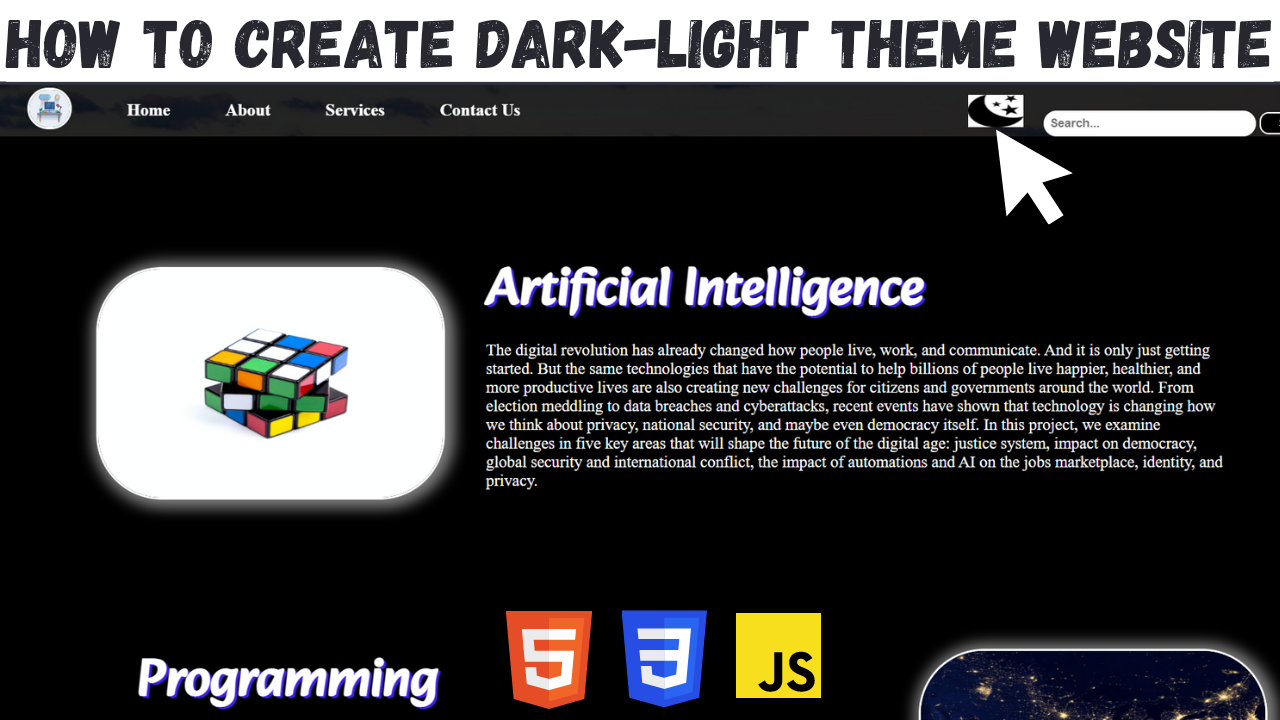 HOW TO CREATE DARK-LIGHT THEME WEBSITE
Home About Services Contact Us Search...
Artificial Intelligence
The digital revolution has already changed how people live, work, and communicate. And it is only just getting
started. But the same technologies that have the potential to help billions of people live happier, healthier, and
more productive lives are also creating new challenges for citizens and governments around the world. From
election meddling to data breaches and cyberattacks, recent events have shown that technology is changing how
we think about privacy, national security, and maybe even democracy itself. In this project, we examine
challenges in five key areas that will shape the future of the digital age: justice system, impact on democracy,
global security and international conflict, the impact of automations and AI on the jobs marketplace, identity, and
privacy.
Programming
5 3 JS